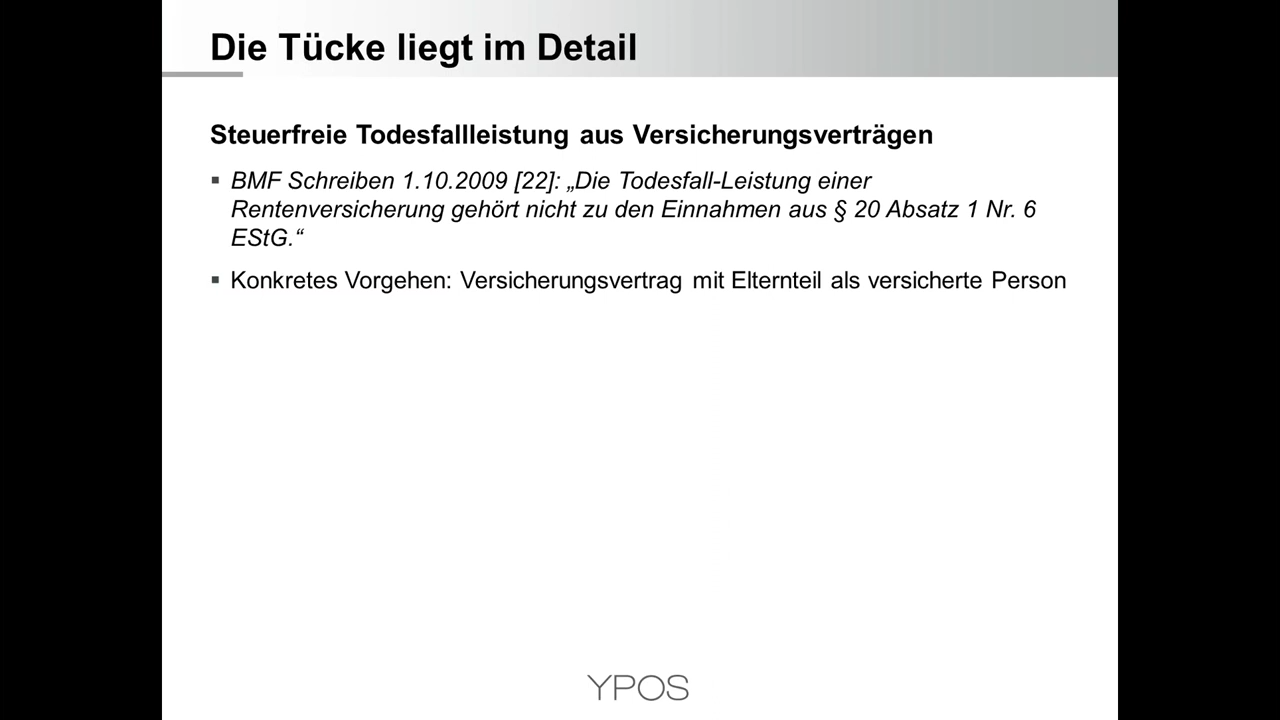 Die Tücke liegt im Detail
Steuerfreie Todesfallleistung aus Versicherungsverträgen
▪ BMF Schreiben 1.10.2009 [22]: „Die Todesfall-Leistung einer
Rentenversicherung gehört nicht zu den Einnahmen aus § 20 Absatz 1 Nr. 6
EStG.“
▪ Konkretes Vorgehen: Versicherungsvertrag mit Elternteil als versicherte Person
YPOS